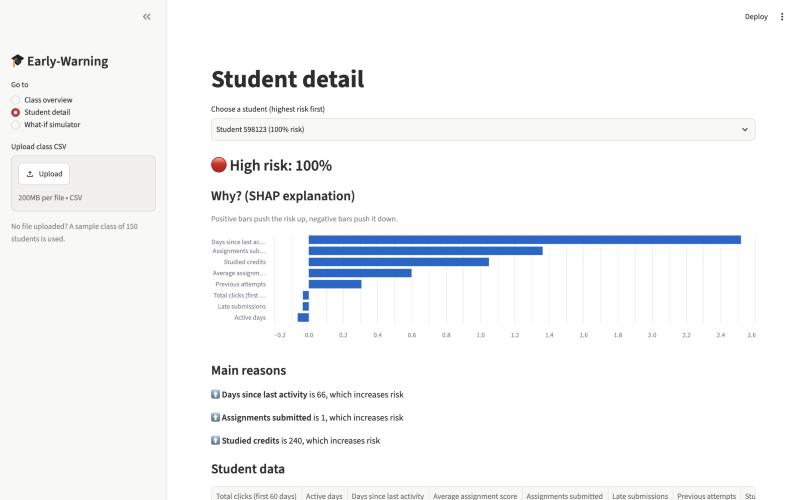 Deploy
Early-Warning
Go to
Class overview
Student detail
What-if simulator
Upload class CSV
Upload
200MB per file • CSV
No file uploaded? A sample class of 150
students is used.
Student detail
Choose a student (highest risk first)
Student 598123 (100% risk)
High risk: 100%
Why? (SHAP explanation)
Positive bars push the risk up, negative bars push it down.
Days since last ac…
Assignments sub…
Studied credits
Average assignm…
Previous attempts
Total clicks (first …
Late submissions
Active days
−0.2 0.0 0.2 0.4 0.6 0.8 1.0 1.2 1.4 1.6 1.8 2.0 2.2 2.4 2.6
Main reasons
Days since last activity is 66, which increases risk
Assignments submitted is 1, which increases risk
Studied credits is 240, which increases risk
Student data
Total clicks (first 60 days) Active days Days since last activity Average assignment score Assignments submitted Late submissions Previous attempts Stu